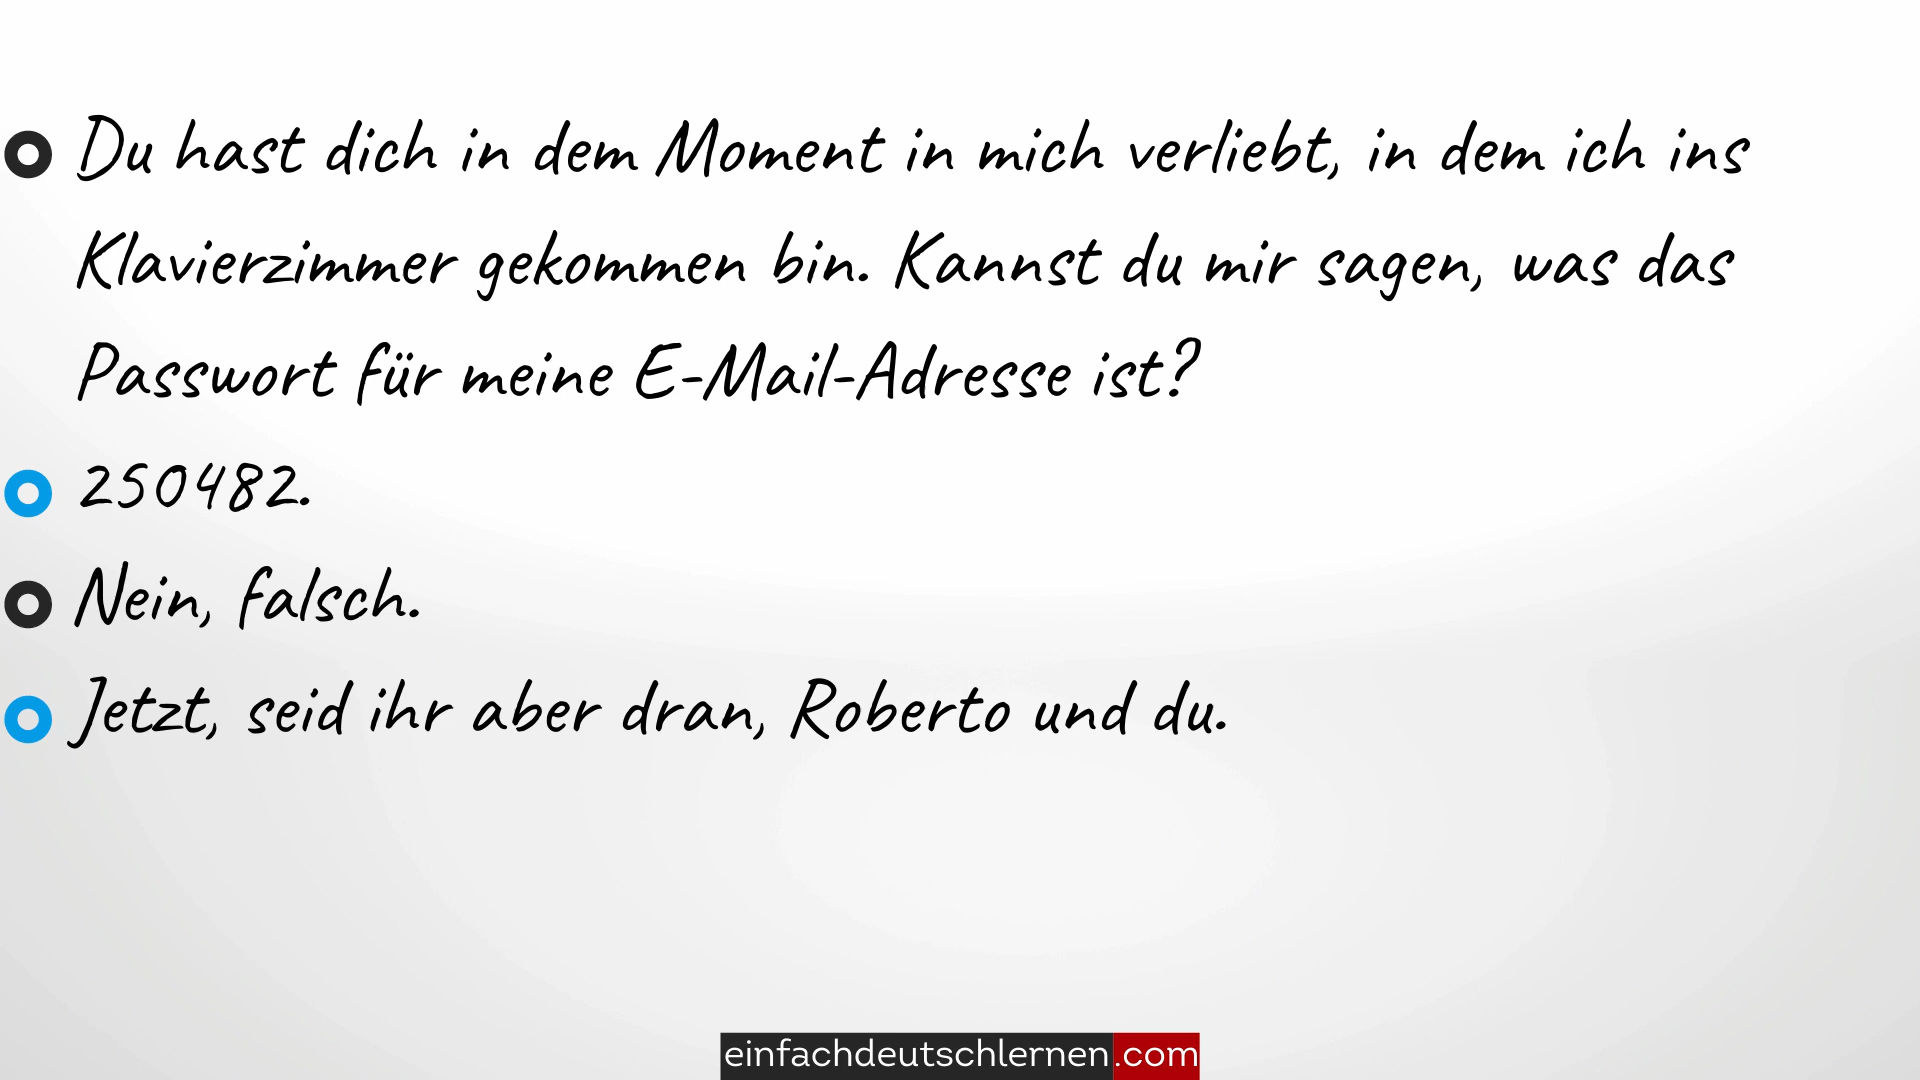 Du hast dich in dem Moment in mich verliebt, in dem ich ins
Klavierzimmer gekommen bin. Kannst du mir sagen, was das
Passwort für meine E-Mail-Adresse ist?
250482.
Nein, falsch.
Jetzt, seid ihr aber dran, Roberto und du.
einfachdeutschlernen.com